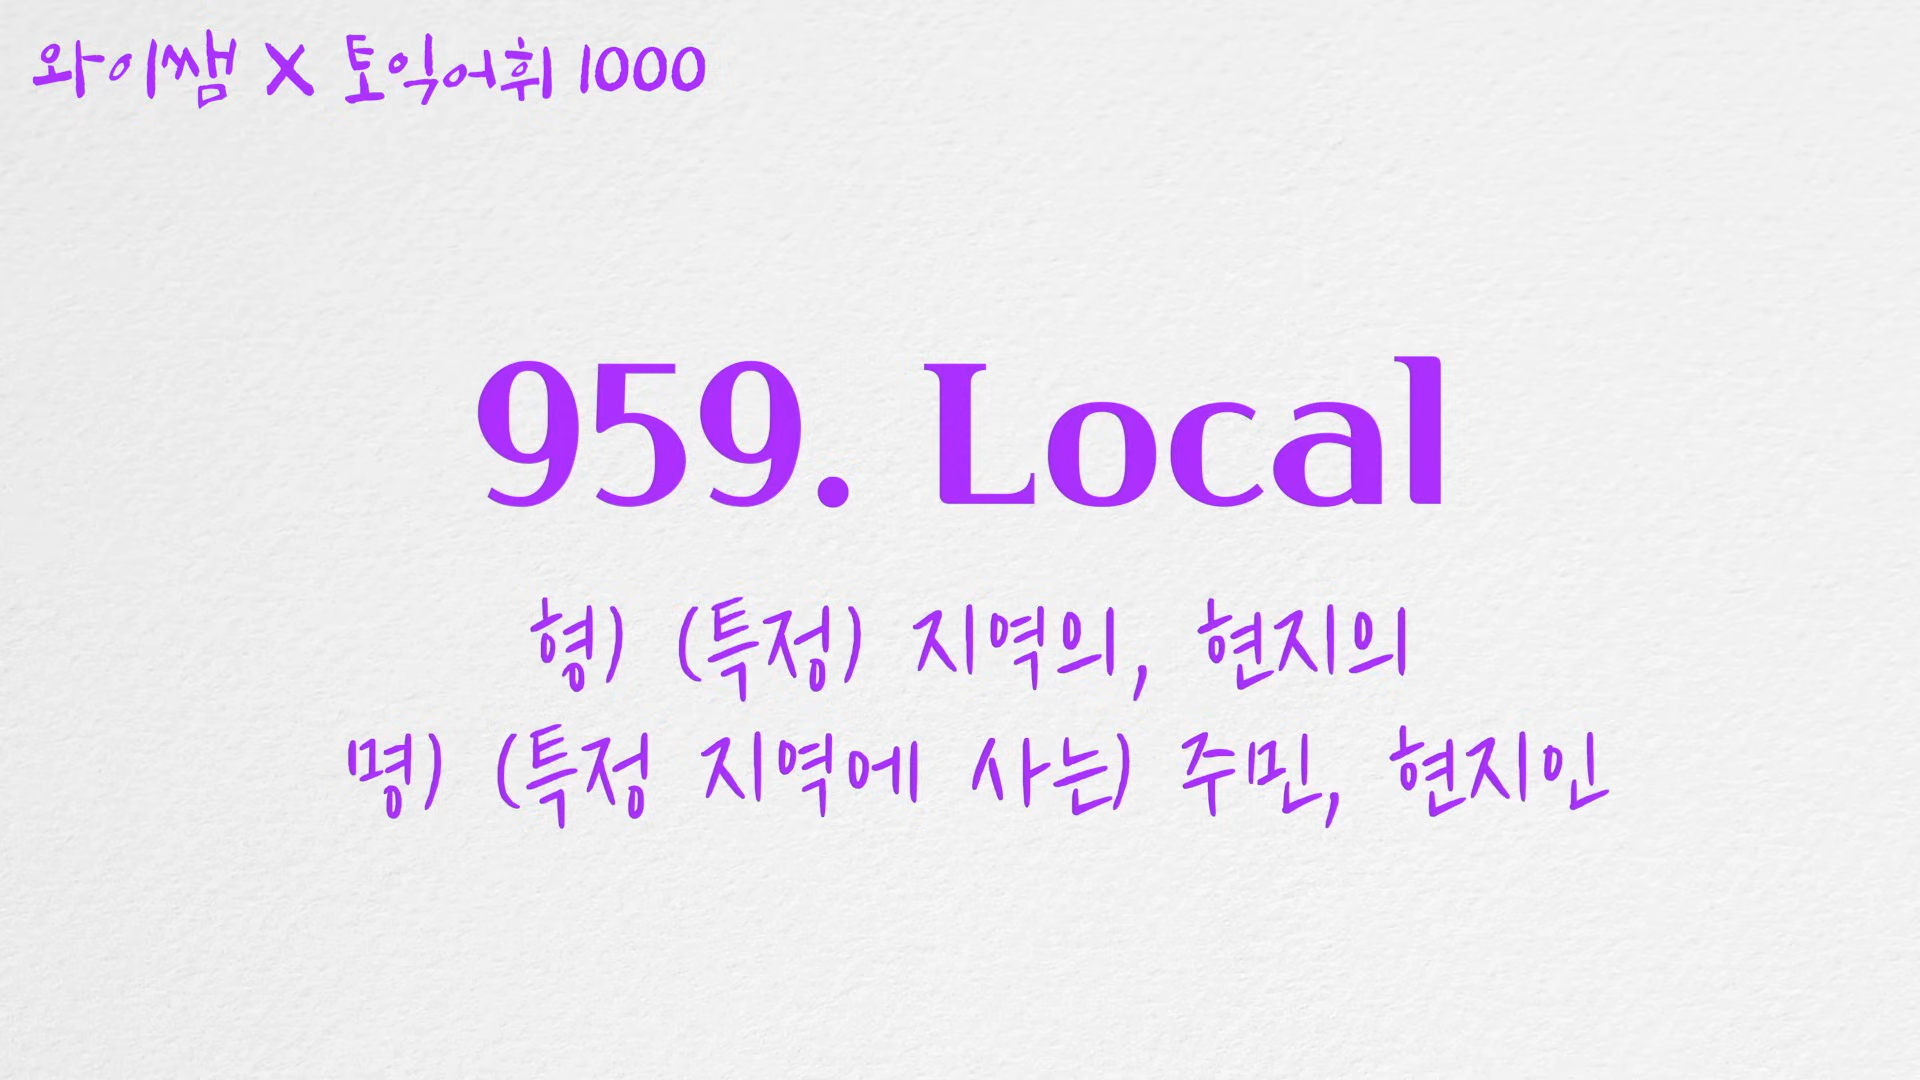 와이쌤 X 토익어휘 1000
959. Local
형) (특정) 지역의, 현지의
명) (특정 지역에 사는) 주민, 현지인